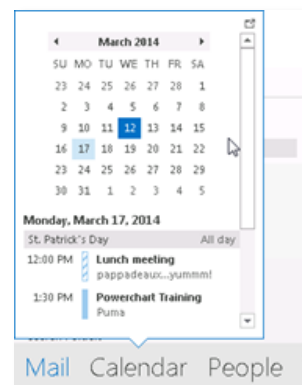 March 2014
SU MO TU WE TH FR SA
23 24 25 26 27 28 1
2 3 4 5 6 7 8
9 10 11 12 13 14 15
16 17 18 19 20 21 22
23 24 25 26 27 28 29
30 31 1 2 3 4 5
Monday, March 17, 2014
St. Patrick's Day All day
12:00 PM Lunch meeting
pappadeaux...yummm!
1:30 PM Powerchart Training
Puma
Mail Calendar People